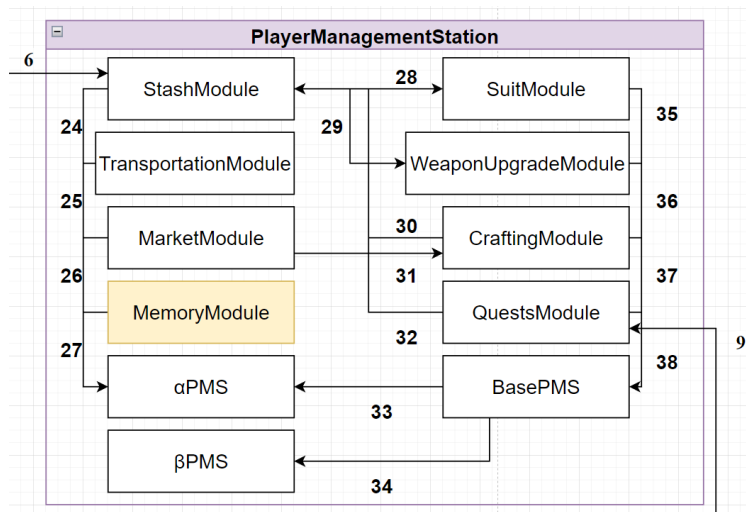 PlayerManagementStation
6
StashModule
28
SuitModule
24
29
35
TransportationModule
WeaponUpgradeModule
25
36
MarketModule
30
CraftingModule
26
31
37
MemoryModule
QuestsModule
27
32
9
38
αPMS
BasePMS
33
βPMS
34